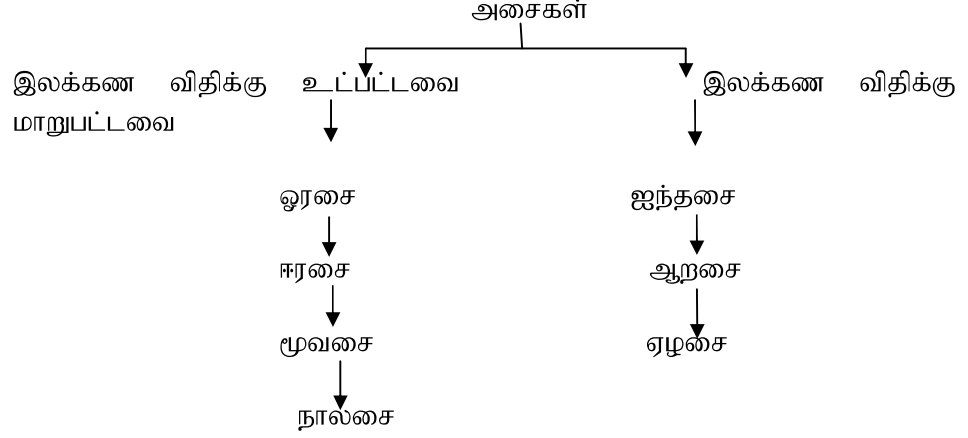 அசைகள்
இலக்கண விதிக்கு உட்பட்டவை இலக்கண விதிக்கு
மாறுபட்டவை
ஓரசை ஐந்தசை
ஈரசை ஆறசை
மூவசை ஏழசை
நாலசை